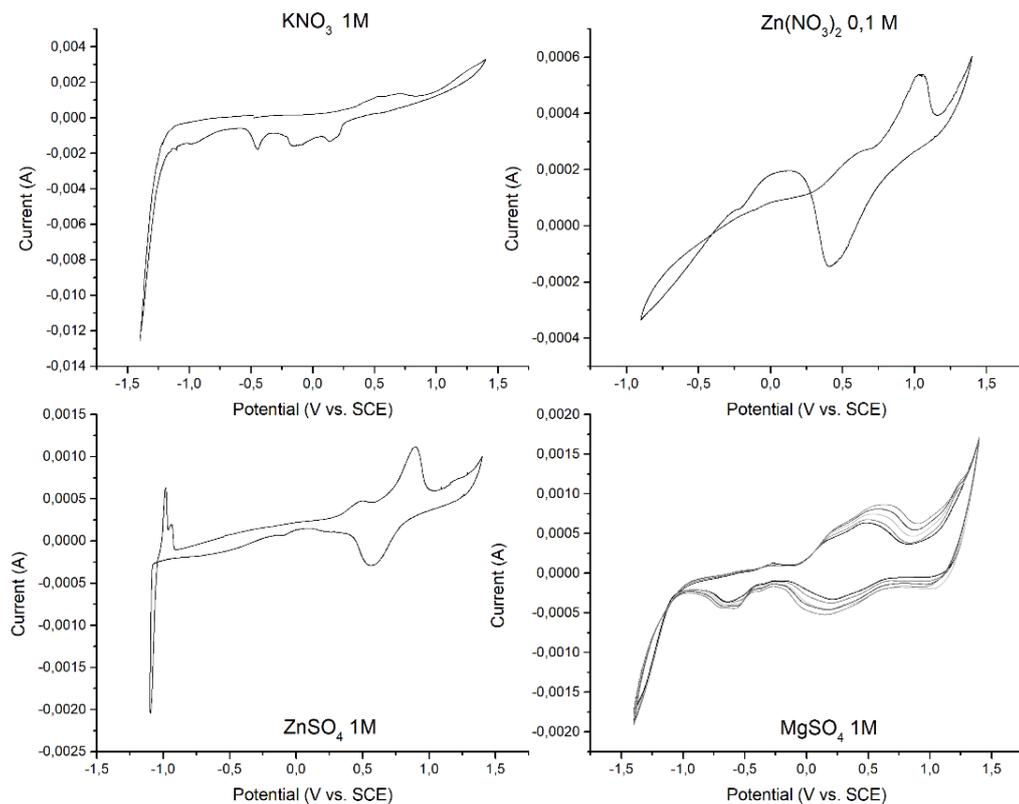 KNO3 1M
0,004
0,002
0,000
-0,002
-0,004
-0,006
-0,008
-0,010
-0,012
-0,014
Current (A)
-1,5 -1,0 -0,5 0,0 0,5 1,0 1,5
Potential (V vs. SCE)
Zn(NO3)2 0,1 M
0,0006
0,0004
0,0002
0,0000
-0,0002
-0,0004
Current (A)
-1,0 -0,5 0,0 0,5 1,0 1,5
Potential (V vs. SCE)
0,0015
0,0010
0,0005
0,0000
-0,0005
-0,0010
-0,0015
-0,0020
-0,0025
Current (A)
ZnSO4 1M
-1,5 -1,0 -0,5 0,0 0,5 1,0 1,5
Potential (V vs. SCE)
0,0020
0,0015
0,0010
0,0005
0,0000
-0,0005
-0,0010
-0,0015
-0,0020
Current (A)
MgSO4 1M
-1,5 -1,0 -0,5 0,0 0,5 1,0 1,5
Potential (V vs. SCE)